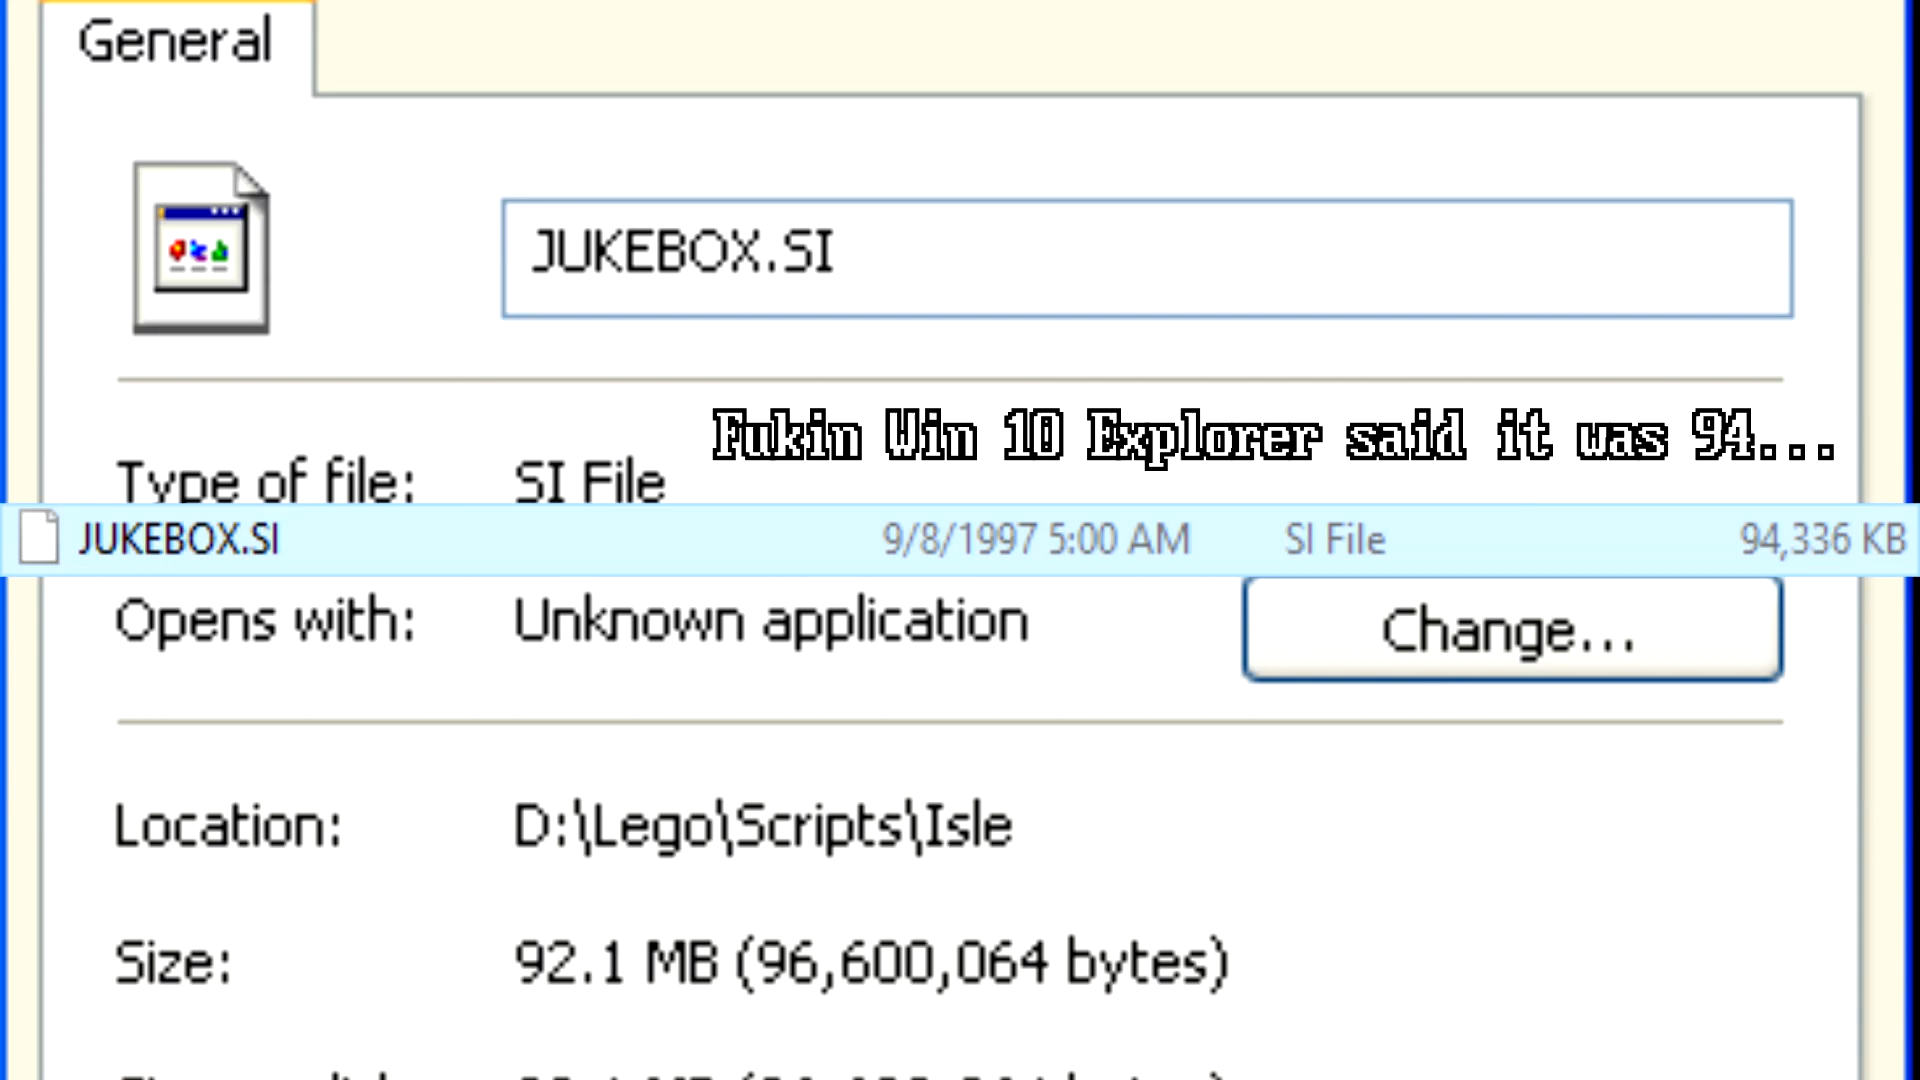 General
JUKEBOX.SI
Fukin Win 10 Explorer said it was 94...
Type of file: SI File
JUKEBOX.SI 9/8/1997 5:00 AM SI File 94,336 KB
Opens with: Unknown application Change...
Location: D:\Lego\Scripts\Isle
Size: 92.1 MB (96,600,064 bytes)